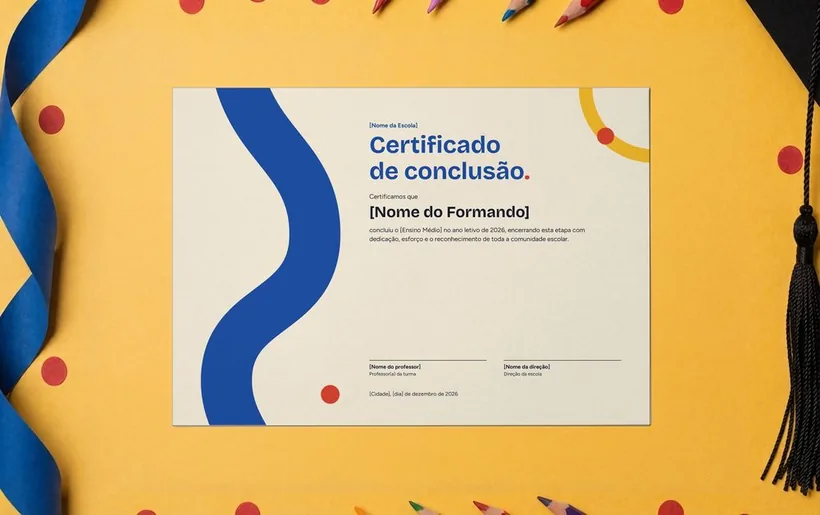 [Nome da Escola]
Certificado
de conclusão.
Certificamos que
[Nome do Formando]
concluiu o [Ensino Médio] no ano letivo de 2026, encerrando esta etapa com
dedicação, esforço e o reconhecimento de toda a comunidade escolar.
[Nome do professor]
Professor(a) da turma
[Nome da direção]
Direção da escola
[Cidade], [dia] de dezembro de 2026